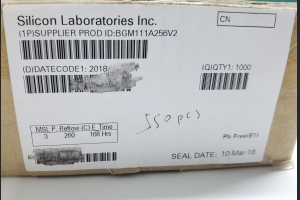 Silicon Laboratories Inc.
CN
(1P)SUPPLIER PROD ID:BGM111A256V2
(D)DATECODE1: 2018
(Q)QTY1: 1000
550pcs
MSL P. Reflow (C) E. Time
3 260 168 Hrs
Pb Free(E1)
SEAL DATE: 10-Mar-18